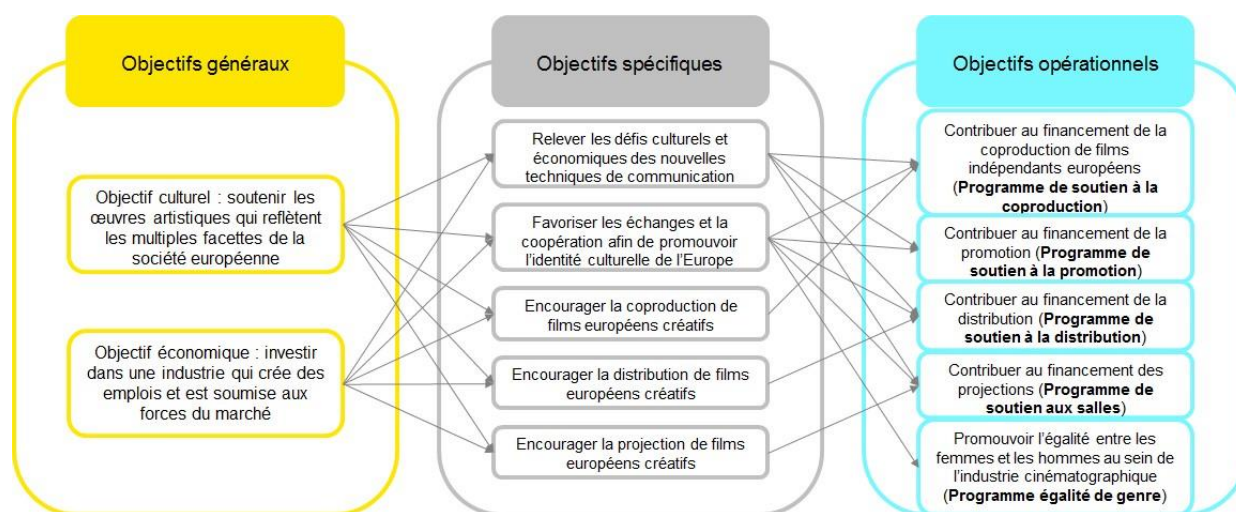 Objectifs généraux
Objectif culturel : soutenir les
œuvres artistiques qui reflètent
les multiples facettes de la
société européenne
Objectif économique : investir
dans une industrie qui crée des
emplois et est soumise aux
forces du marché
Objectifs spécifiques
Relever les défis culturels et
économiques des nouvelles
techniques de communication
Favoriser les échanges et la
coopération afin de promouvoir
l'identité culturelle de l'Europe
Encourager la coproduction de
films européens créatifs
Encourager la distribution de films
européens créatifs
Encourager la projection de films
européens créatifs
Objectifs opérationnels
Contribuer au financement de la
coproduction de films
indépendants européens
(Programme de soutien à la
coproduction)
Contribuer au financement de la
promotion (Programme de
soutien à la promotion)
Contribuer au financement de la
distribution (Programme de
soutien à la distribution)
Contribuer au financement des
projections (Programme de
soutien aux salles)
Promouvoir l'égalité entre les
femmes et les hommes au sein de
l'industrie cinématographique
(Programme égalité de genre)